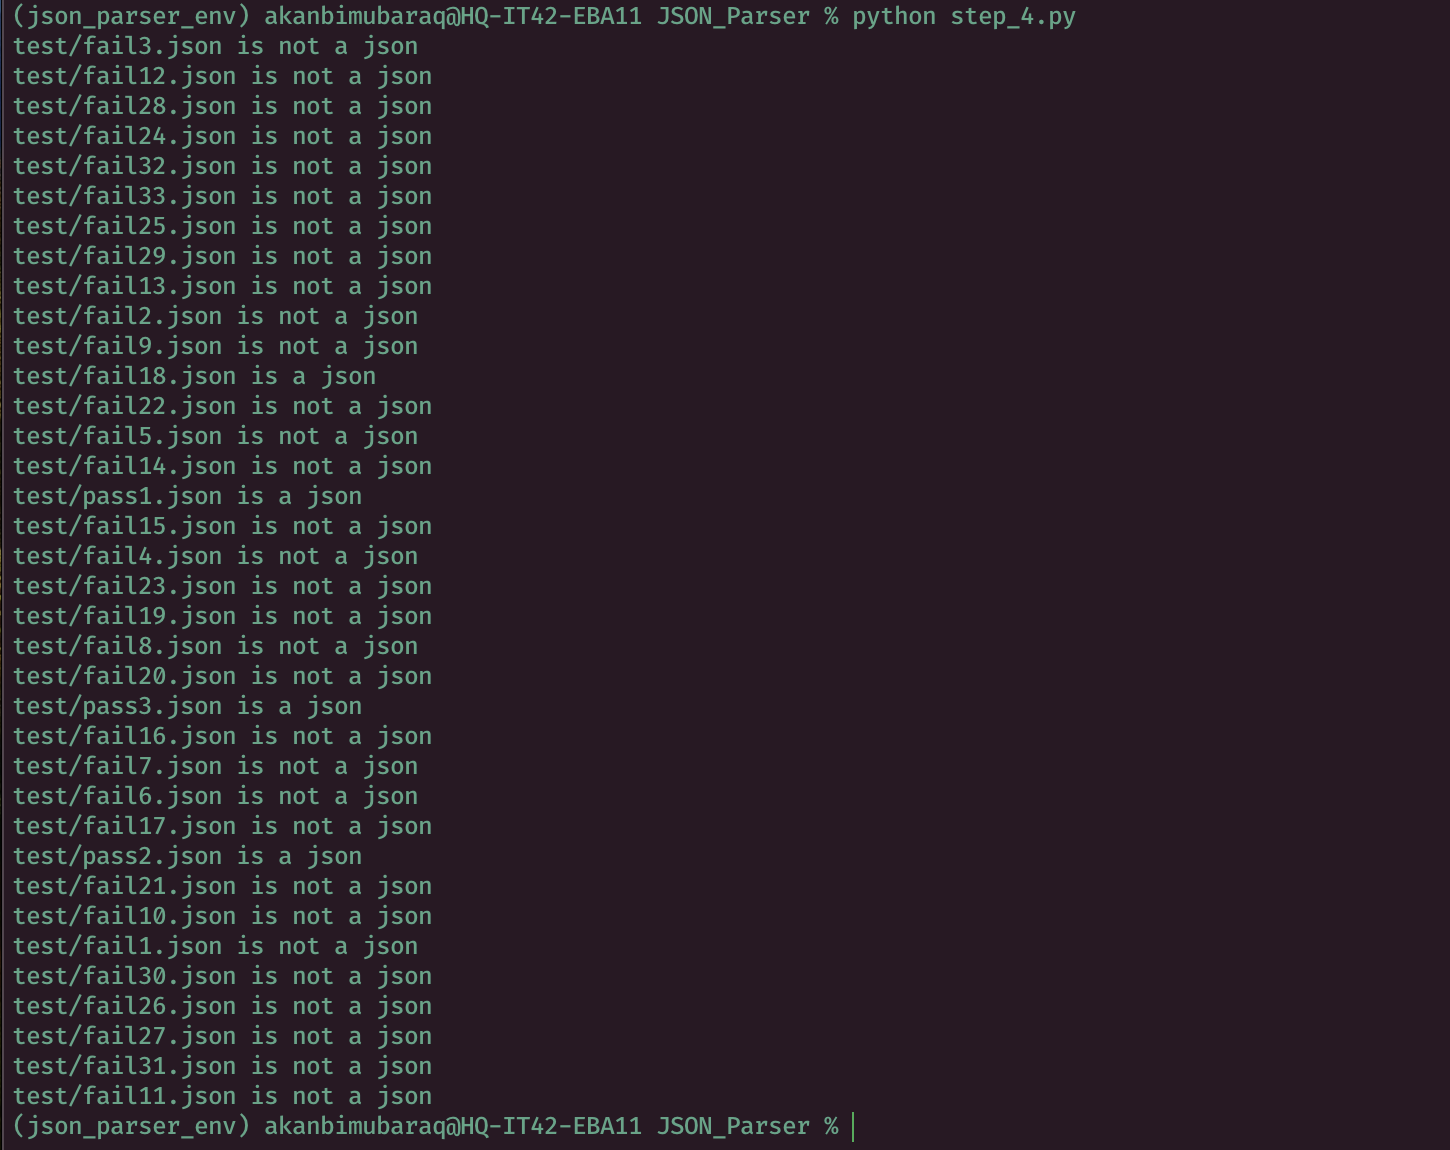 (json_parser_env) akanbimubaraq@HQ-IT42-EBA11 JSON_Parser % python step_4.py
test/fail3.json is not a json
test/fail12.json is not a json
test/fail28.json is not a json
test/fail24.json is not a json
test/fail32.json is not a json
test/fail33.json is not a json
test/fail25.json is not a json
test/fail29.json is not a json
test/fail13.json is not a json
test/fail2.json is not a json
test/fail9.json is not a json
test/fail18.json is a json
test/fail22.json is not a json
test/fail5.json is not a json
test/fail14.json is not a json
test/pass1.json is a json
test/fail15.json is not a json
test/fail4.json is not a json
test/fail23.json is not a json
test/fail19.json is not a json
test/fail8.json is not a json
test/fail20.json is not a json
test/pass3.json is a json
test/fail16.json is not a json
test/fail7.json is not a json
test/fail6.json is not a json
test/fail17.json is not a json
test/pass2.json is a json
test/fail21.json is not a json
test/fail10.json is not a json
test/fail1.json is not a json
test/fail30.json is not a json
test/fail26.json is not a json
test/fail27.json is not a json
test/fail31.json is not a json
test/fail11.json is not a json
(json_parser_env) akanbimubaraq@HQ-IT42-EBA11 JSON_Parser %